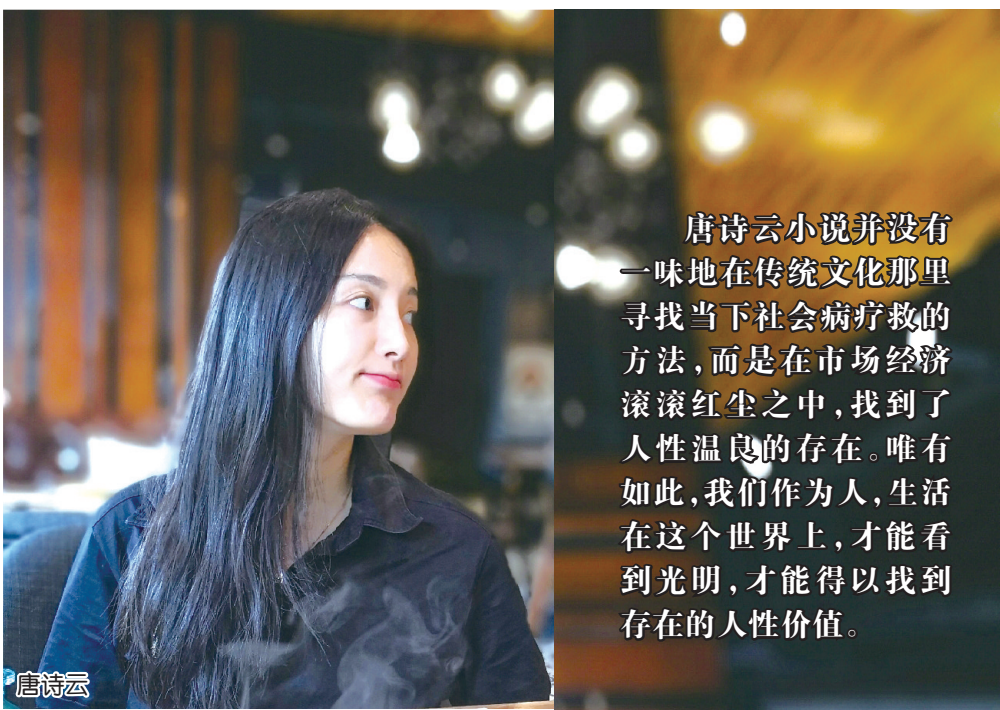 唐诗云小说并没有
一味地在传统文化那里
寻找当下社会病疗救的
方法,而是在市场经济
滚滚红尘之中,找到了
人性温良的存在。唯有
如此,我们作为人,生活
在这个世界上,才能看
到光明,才能得以找到
存在的人性价值。
唐诗云